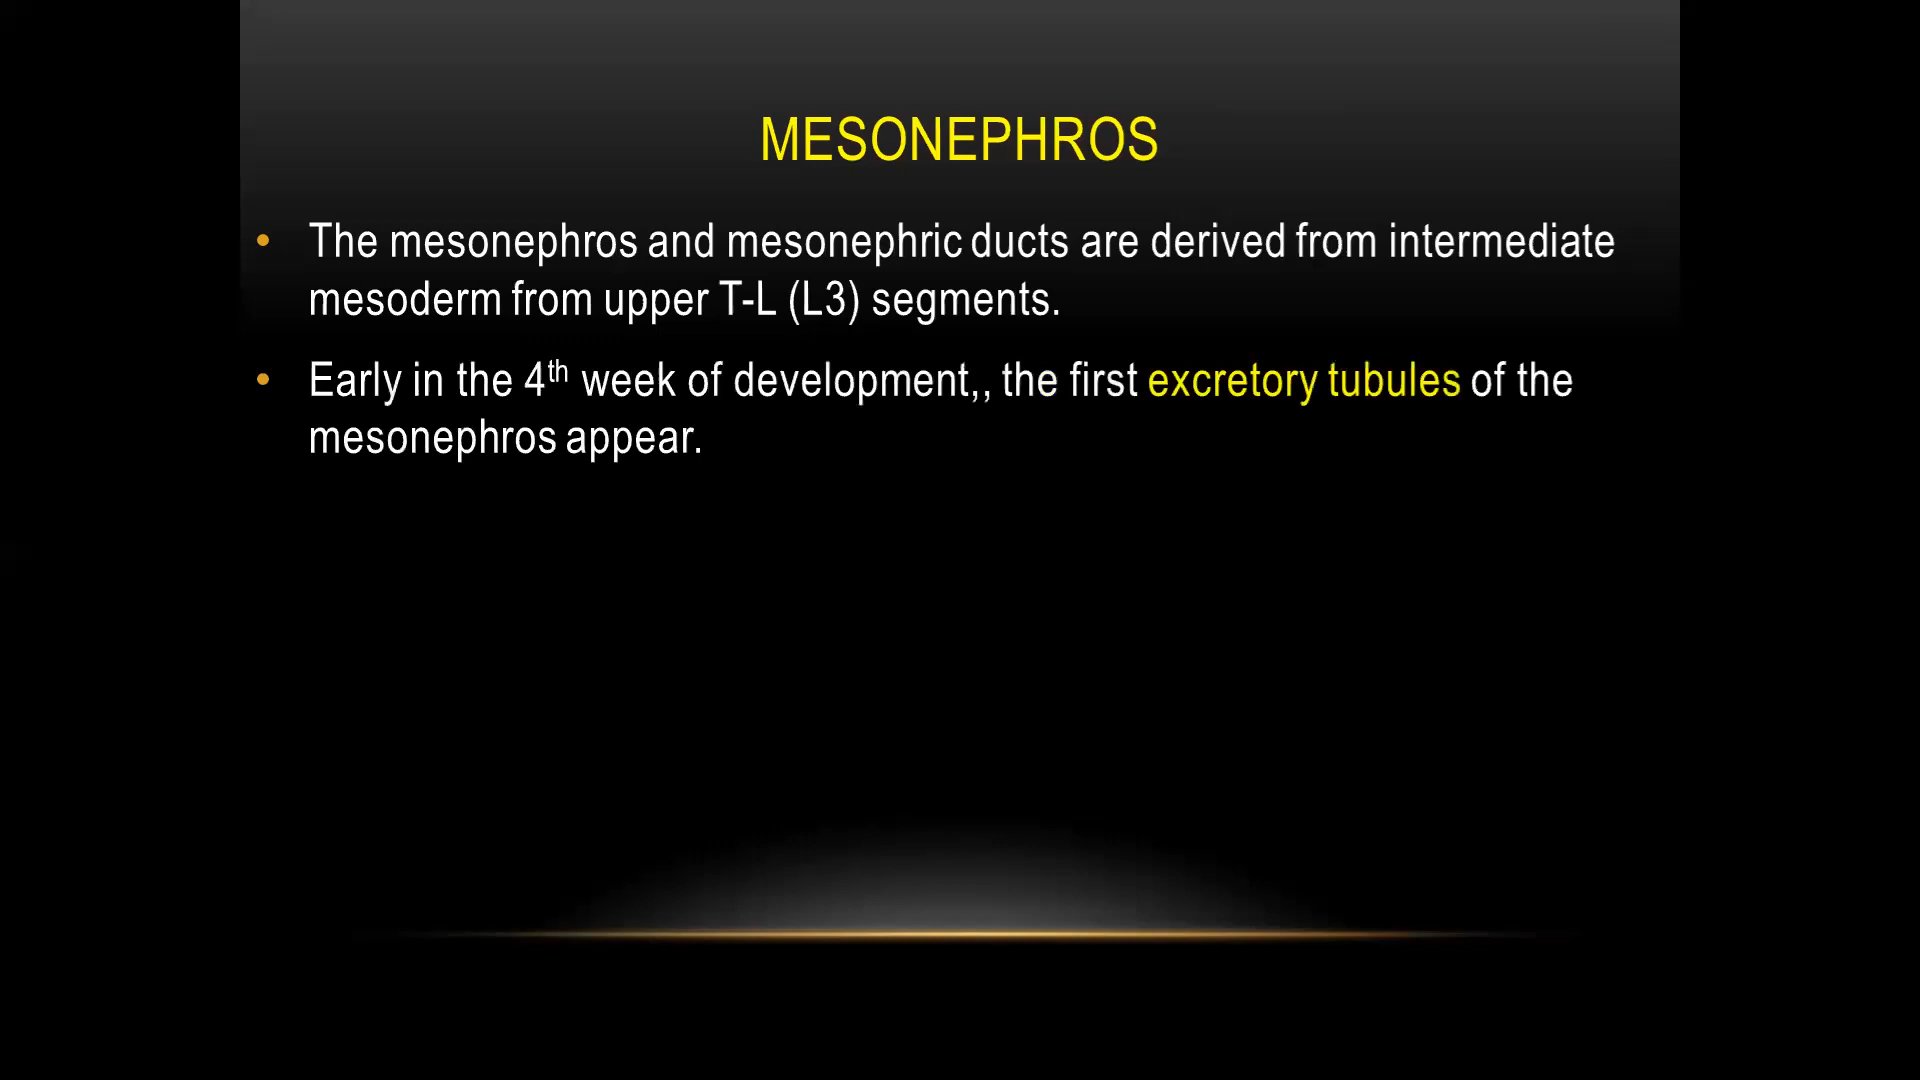 MESONEPHROS
• The mesonephros and mesonephric ducts are derived from intermediate
mesoderm from upper T-L (L3) segments.
• Early in the 4th week of development,, the first excretory tubules of the
mesonephros appear.